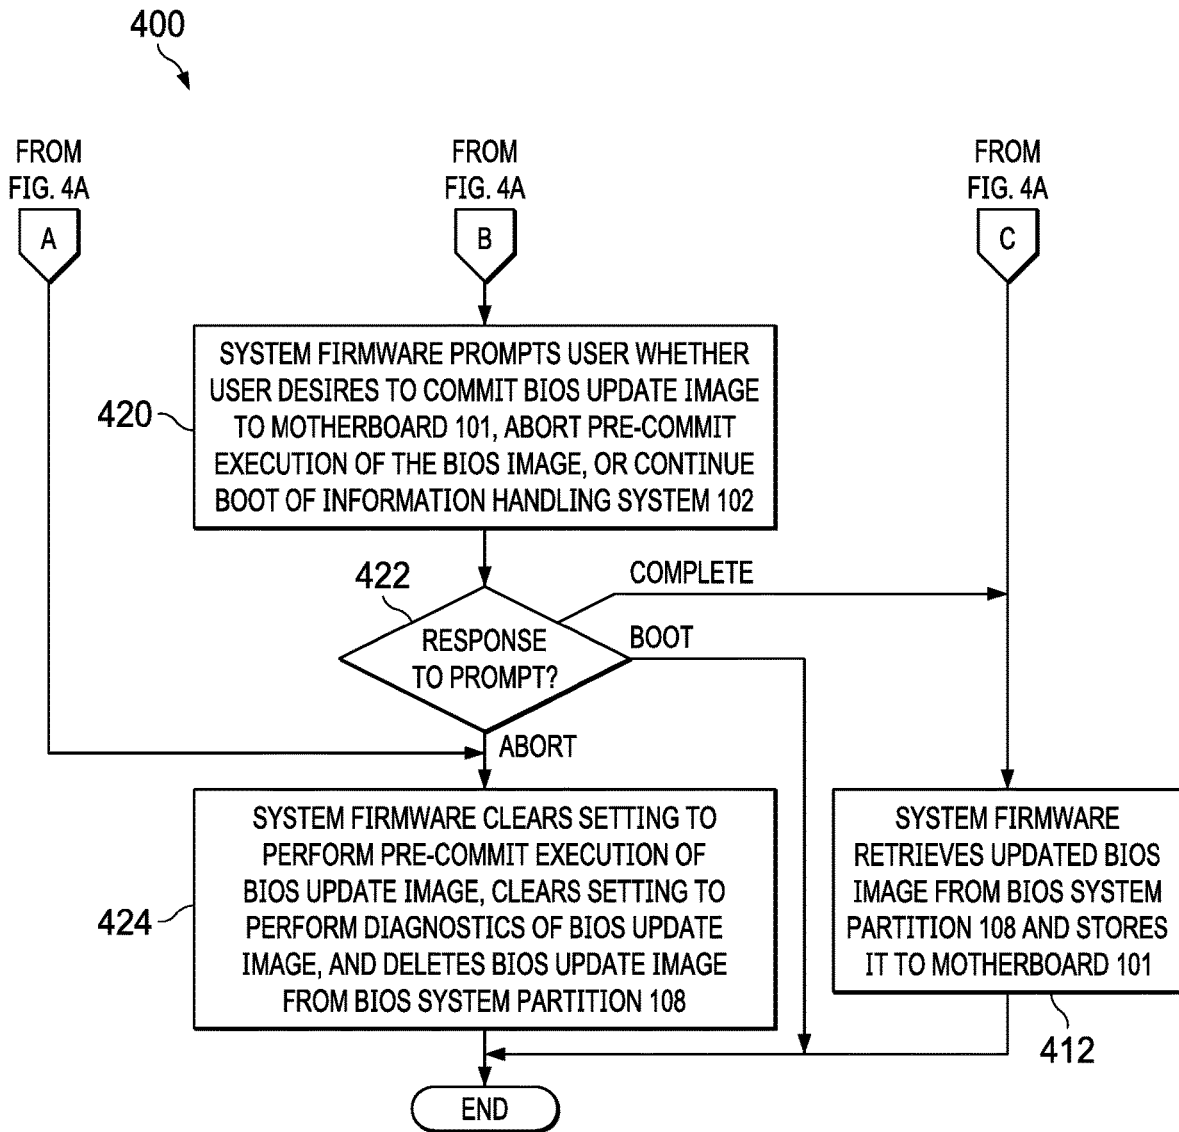 400
FROM
FIG. 4A
A
FROM
FIG. 4A
B
FROM
FIG. 4A
C
420
SYSTEM FIRMWARE PROMPTS USER WHETHER
USER DESIRES TO COMMIT BIOS UPDATE IMAGE
TO MOTHERBOARD 101, ABORT PRE-COMMIT
EXECUTION OF THE BIOS IMAGE, OR CONTINUE
BOOT OF INFORMATION HANDLING SYSTEM 102
422
RESPONSE
TO PROMPT?
COMPLETE
BOOT
ABORT
424
SYSTEM FIRMWARE CLEARS SETTING TO
PERFORM PRE-COMMIT EXECUTION OF
BIOS UPDATE IMAGE, CLEARS SETTING TO
PERFORM DIAGNOSTICS OF BIOS UPDATE
IMAGE, AND DELETES BIOS UPDATE IMAGE
FROM BIOS SYSTEM PARTITION 108
SYSTEM FIRMWARE
RETRIEVES UPDATED BIOS
IMAGE FROM BIOS SYSTEM
PARTITION 108 AND STORES
IT TO MOTHERBOARD 101
412
END